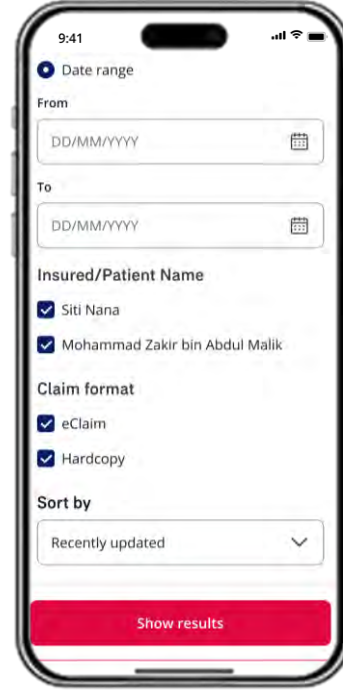 9:41
Date range
From
DD/MM/YYYY
To
DD/MM/YYYY
Insured/Patient Name
Siti Nana
Mohammad Zakir bin Abdul Malik
Claim format
eClaim
Hardcopy
Sort by
Recently updated
Show results